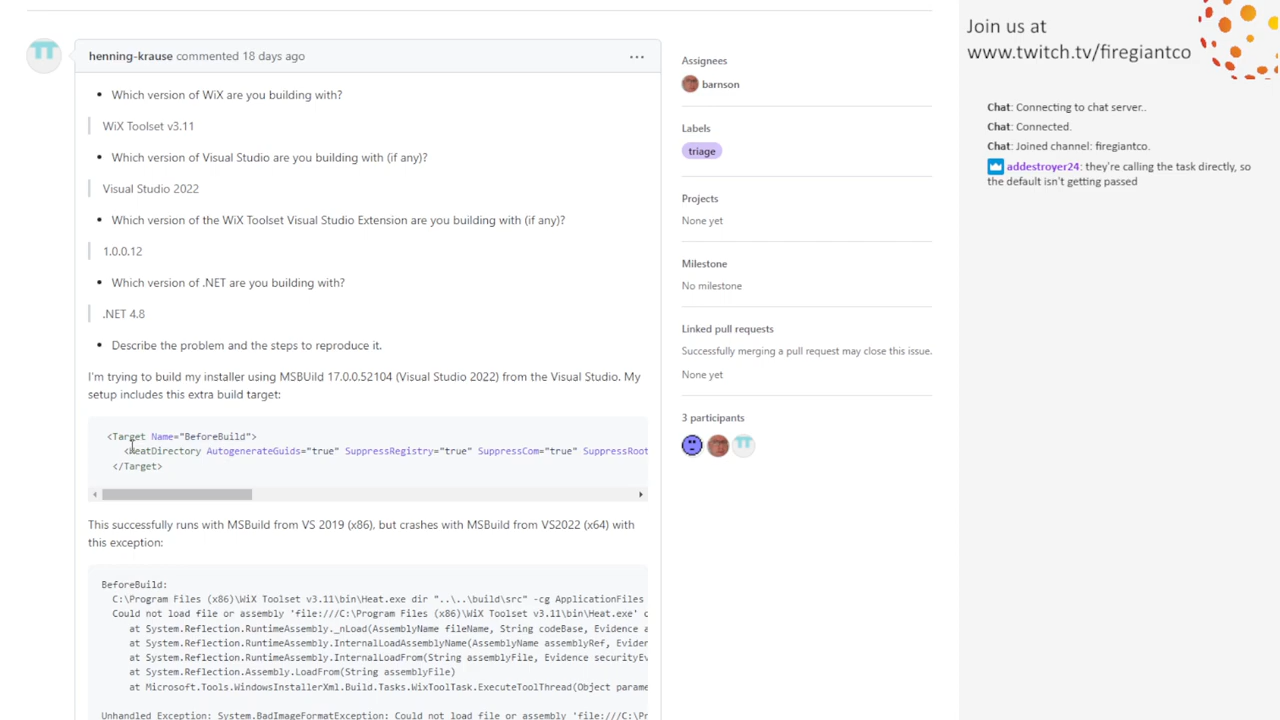 henning-krause commented 18 days ago
Which version of WiX are you building with?
WiX Toolset v3.11
Which version of Visual Studio are you building with (if any)?
Visual Studio 2022
Which version of the WiX Toolset Visual Studio Extension are you building with (if any)?
1.0.0.12
Which version of .NET are you building with?
.NET 4.8
Describe the problem and the steps to reproduce it.
I'm trying to build my installer using MSBUild 17.0.0.52104 (Visual Studio 2022) from the Visual Studio. My
setup includes this extra build target:
<Target Name="BeforeBuild">
<HeatDirectory AutogenerateGuids="true" SuppressRegistry="true" SuppressCom="true" SuppressRoot
</Target>
This successfully runs with MSBuild from VS 2019 (x86), but crashes with MSBuild from VS2022 (x64) with
this exception:
BeforeBuild:
C:\Program Files (x86)\WiX Toolset v3.11\bin\Heat.exe dir "..\..\build\src" -cg ApplicationFiles
Could not load file or assembly 'file:///C:\Program Files (x86)\WiX Toolset v3.11\bin\Heat.exe' o
at System.Reflection.RuntimeAssembly._nLoad(AssemblyName fileName, String codeBase, Evidence a
at System.Reflection.RuntimeAssembly.InternalLoadAssemblyName(AssemblyName assemblyRef, Eviden
at System.Reflection.RuntimeAssembly.InternalLoadFrom(String assemblyFile, Evidence securityEv
at System.Reflection.Assembly.LoadFrom(String assemblyFile)
at Microsoft.Tools.WindowsInstallerXml.Build.Tasks.WixToolTask.ExecuteToolThread(Object parame
Unhandled Exception: System.BadImageFormatException: Could not load file or assembly 'file:///C:\Pr
Assignees
barnson
Labels
triage
Projects
None yet
Milestone
No milestone
Linked pull requests
Successfully merging a pull request may close this issue.
None yet
3 participants
Join us at
www.twitch.tv/firegiantco
Chat: Connecting to chat server..
Chat: Connected.
Chat: Joined channel: firegiantco.
addestroyer24: they're calling the task directly, so
the default isn't getting passed